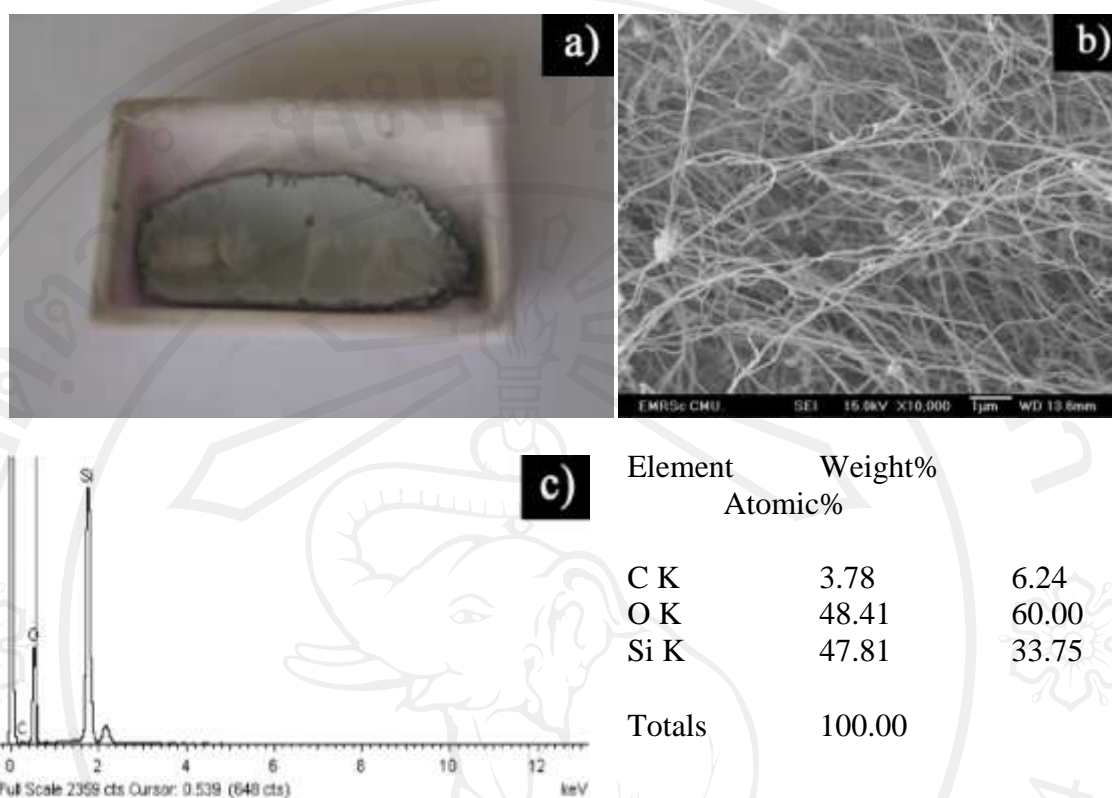 a)
b)
EMRSc CMU. SEI 15.0kV X10,000 1µm WD 13.6mm
c)
Si
O
C
0 2 4 6 8 10 12
Full Scale 2359 cts Cursor: 0.539 (648 cts) keV
Element Weight%
Atomic%
C K 3.78 6.24
O K 48.41 60.00
Si K 47.81 33.75
Totals 100.00